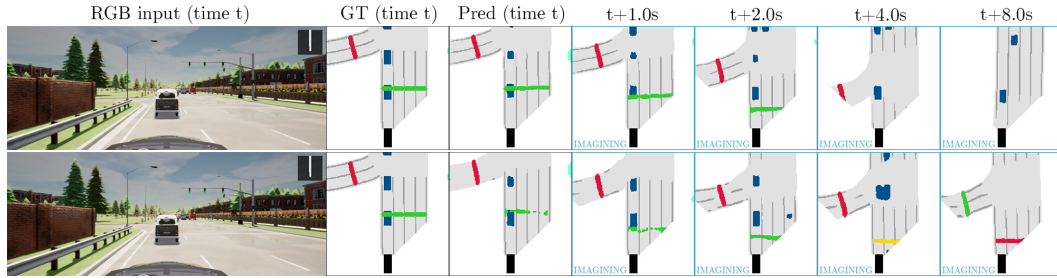 RGB input (time t) GT (time t) Pred (time t) t+1.0s t+2.0s t+4.0s t+8.0s
IMAGINING IMAGINING IMAGINING IMAGINING
IMAGINING IMAGINING IMAGINING IMAGINING